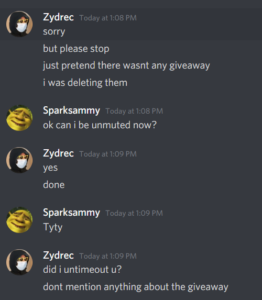 Zydrec Today at 1:08 PM
sorry
but please stop
just pretend there wasnt any giveaway
i was deleting them
Sparksammy Today at 1:08 PM
ok can i be unmuted now?
Zydrec Today at 1:09 PM
yes
done
Sparksammy Today at 1:09 PM
Tyty
Zydrec Today at 1:09 PM
did i untimeout u?
dont mention anything about the giveaway